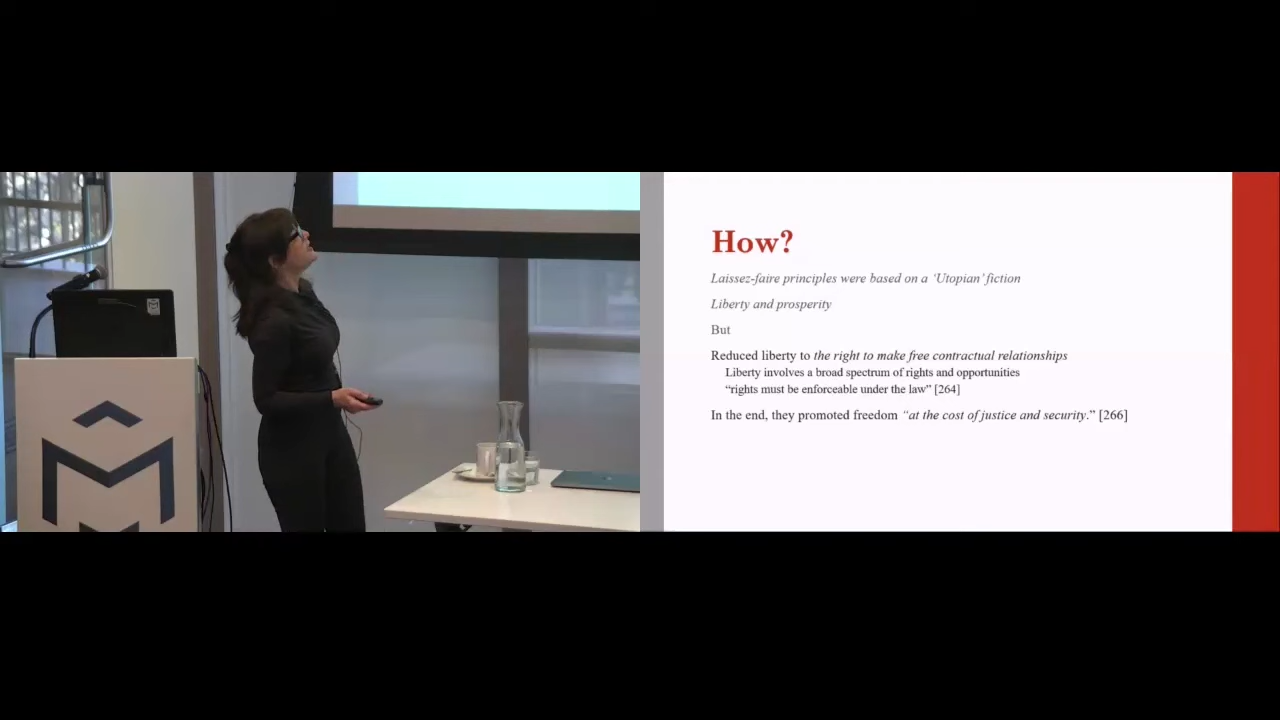 How?
Laissez-faire principles were based on a ‘Utopian’ fiction
Liberty and prosperity
But
Reduced liberty to the right to make free contractual relationships
Liberty involves a broad spectrum of rights and opportunities
“rights must be enforceable under the law” [264]
In the end, they promoted freedom “at the cost of justice and security.” [266]